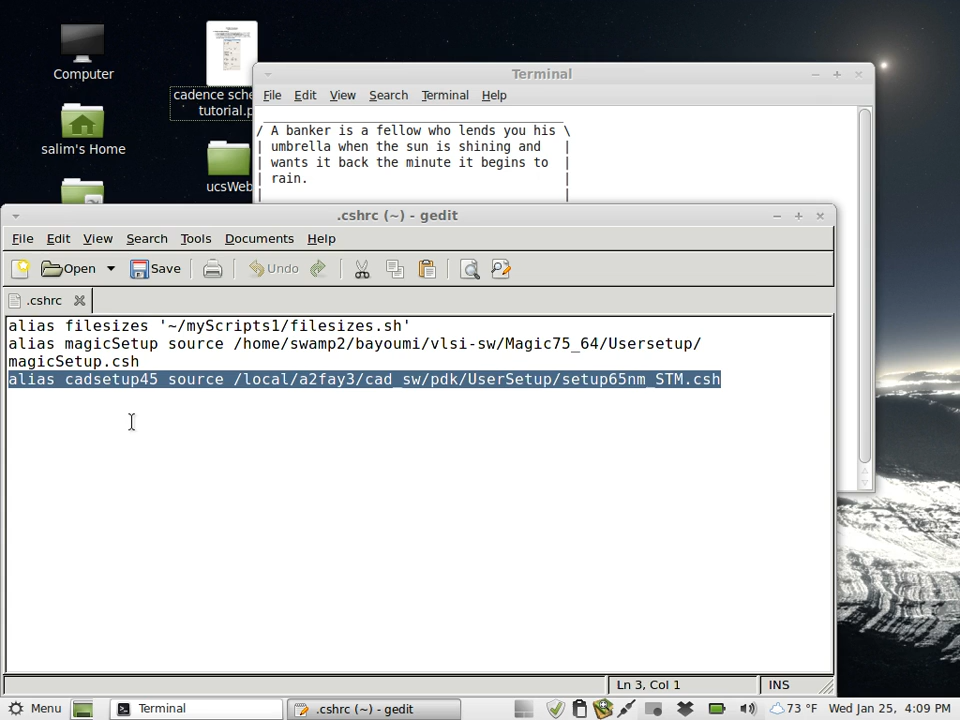 Computer
cadence sche
tutorial.p
salim's Home
ucsWeb
Terminal
File Edit View Search Terminal Help
/ A banker is a fellow who lends you his \
| umbrella when the sun is shining and |
| wants it back the minute it begins to |
| rain. |
.cshrc (~) - gedit
File Edit View Search Tools Documents Help
Open Save Undo
.cshrc
alias filesizes '~/myScripts1/filesizes.sh'
alias magicSetup source /home/swamp2/bayoumi/vlsi-sw/Magic75_64/Usersetup/
magicSetup.csh
alias cadsetup45 source /local/a2fay3/cad_sw/pdk/UserSetup/setup65nm_STM.csh
Ln 3, Col 1 INS
Menu Terminal .cshrc (~) - gedit 73 °F Wed Jan 25, 4:09 PM